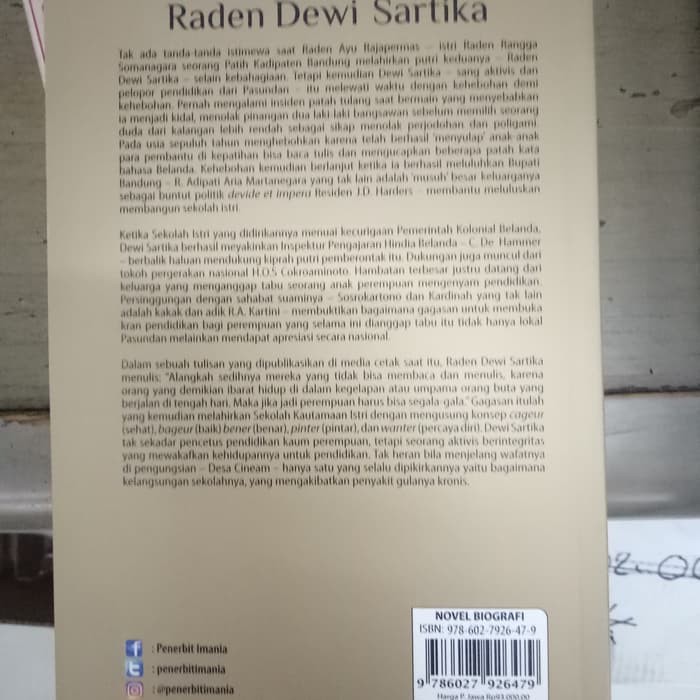 Raden Dewi Sartika
Tak ada tanda-tanda istimewa saat Raden Ayu Rajapermas – istri Raden Rangga
Somanagara seorang Patih Kadipaten Bandung melahirkan putri keduanya – Raden
Dewi Sartika – selain kebahagiaan. Tetapi kemudian Dewi Sartika – sang aktivis dan
pelopor pendidikan dari Pasundan – itu melewati waktu dengan kehebohan demi
kehebohan. Pernah mengalami insiden patah tulang saat bermain yang menyebabkan
ia menjadi kidal, menolak pinangan dua laki-laki bangsawan sebelum memilih seorang
duda dari kalangan lebih rendah sebagai sikap menolak perjodohan dan poligami.
Pada usia sepuluh tahun menghebohkan karena telah berhasil 'menyulap' anak-anak
para pembantu di kepatihan bisa baca tulis dan mengucapkan beberapa patah kata
bahasa Belanda. Kehebohan kemudian berlanjut ketika ia berhasil meluluhkan Bupati
Bandung – R. Adipati Aria Martanegara yang tak lain adalah 'musuh' besar keluarganya
sebagai buntut politik devide et impera Residen J.D. Harders – membantu meluluskan
membangun sekolah istri.
Ketika Sekolah Istri yang didirikannya menuai kecurigaan Pemerintah Kolonial Belanda,
Dewi Sartika berhasil meyakinkan Inspektur Pengajaran Hindia Belanda – C. De Hammer
– berbalik haluan mendukung kiprah putri pemberontak itu. Dukungan juga muncul dari
tokoh pergerakan nasional H.O.S Cokroaminoto. Hambatan terbesar justru datang dari
keluarga yang menganggap tabu seorang anak perempuan mengenyam pendidikan.
Persinggungan dengan sahabat suaminya – Sosrokartono dan Kardinah yang tak lain
adalah kakak dan adik R.A. Kartini – membuktikan bagaimana gagasan untuk membuka
kran pendidikan bagi perempuan yang selama ini dianggap tabu itu tidak hanya lokal
Pasundan melainkan mendapat apresiasi secara nasional.
Dalam sebuah tulisan yang dipublikasikan di media cetak saat itu, Raden Dewi Sartika
menulis: "Alangkah sedihnya mereka yang tidak bisa membaca dan menulis, karena
orang yang demikian ibarat hidup di dalam kegelapan atau umpama orang buta yang
berjalan di tengah hari, Maka jika jadi perempuan harus bisa segala-gala." Gagasan itulah
yang kemudian melahirkan Sekolah Kautamaan Istri dengan mengusung konsep cageur
(sehat), bageur (baik) bener (benar), pinter (pintar), dan wanter (percaya diri). Dewi Sartika
tak sekadar pencetus pendidikan kaum perempuan, tetapi seorang aktivis berintegritas
yang mewakafkan kehidupannya untuk pendidikan. Tak heran bila menjelang wafatnya
di pengungsian – Desa Cineam – hanya satu yang selalu dipikirkannya yaitu bagaimana
kelangsungan sekolahnya, yang mengakibatkan penyakit gulanya kronis.
NOVEL BIOGRAFI
ISBN: 978-602-7926-47-9
9 786027 926479
Harga P. Jawa Rp93.000,00
f : Penerbit Imania
: penerbitimania
: @penerbitimania